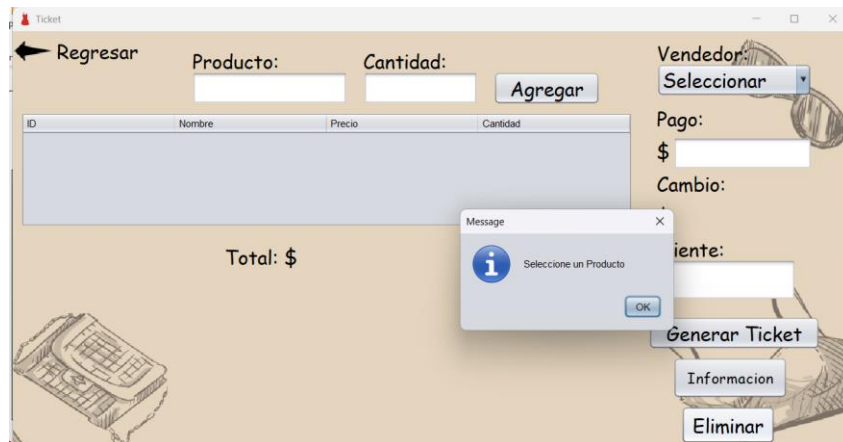 Ticket
Regresar
Producto:
Cantidad:
Agregar
Vendedor:
Seleccionar
ID
Nombre
Precio
Cantidad
Pago:
$
Cambio:
Message
Seleccione un Producto
OK
Total: $
iente:
Generar Ticket
Informacion
Eliminar